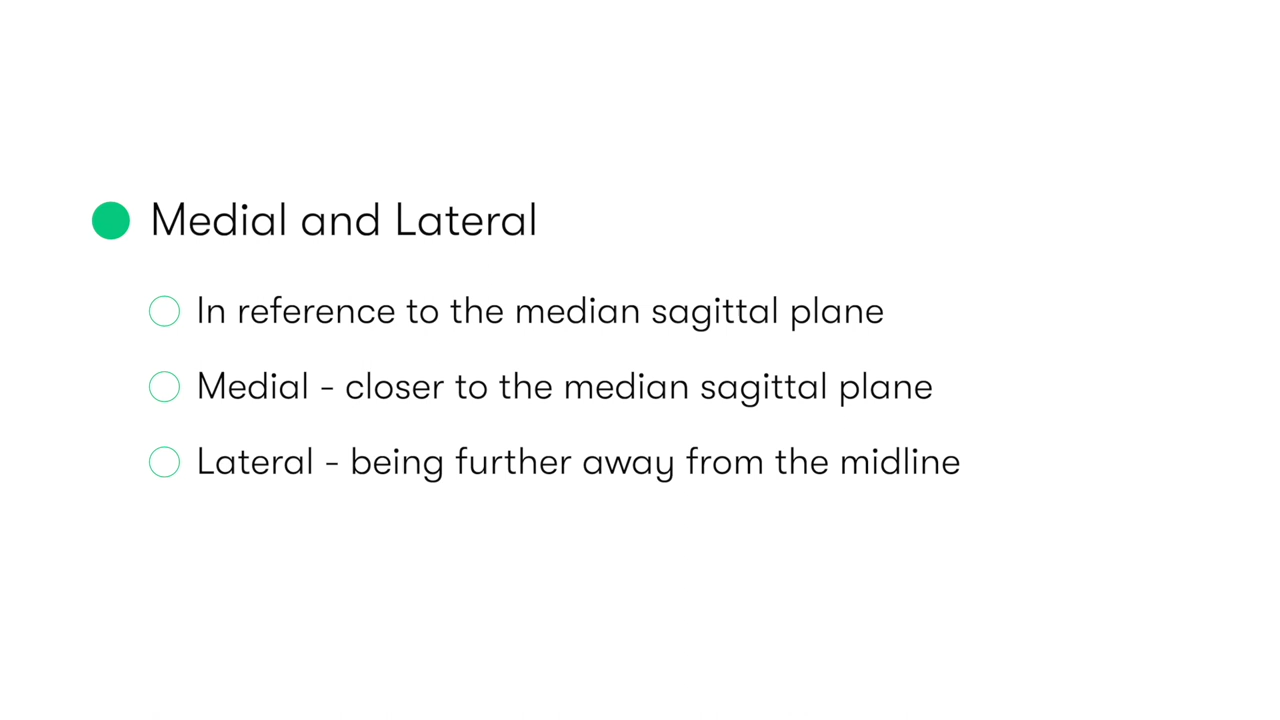 Medial and Lateral
In reference to the median sagittal plane
Medial - closer to the median sagittal plane
Lateral - being further away from the midline